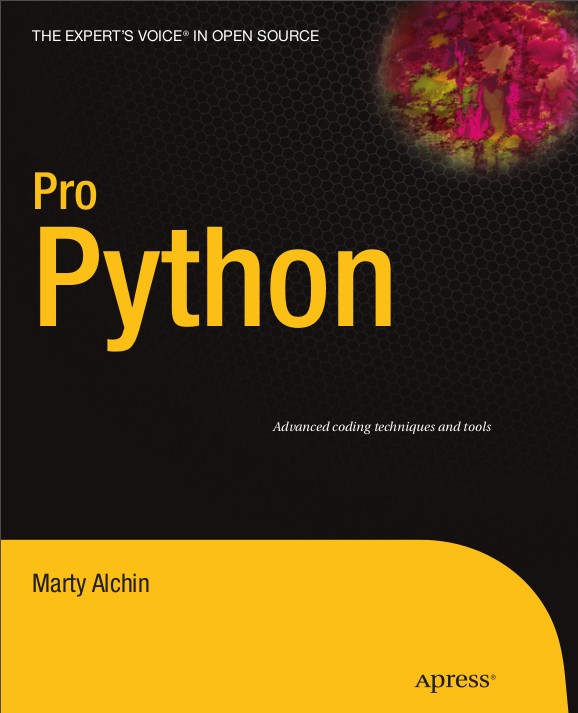 THE EXPERT'S VOICE® IN OPEN SOURCE
Pro
Python
Advanced coding techniques and tools
Marty Alchin
Apress®